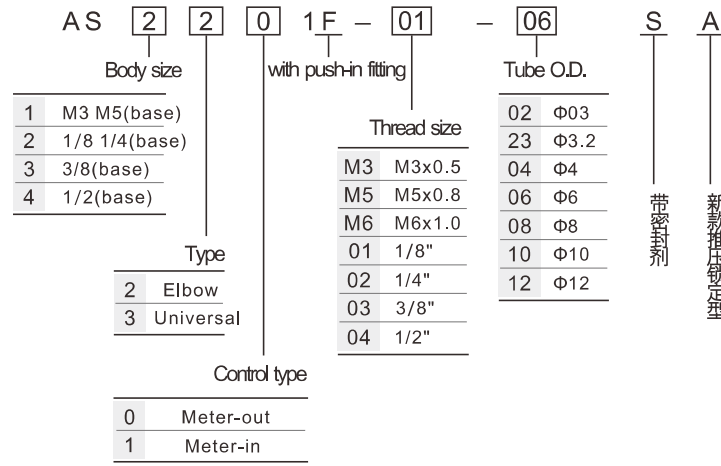 AS 2 2 0 1F – 01 – 06 S A
Body size
1 M3 M5(base)
2 1/8 1/4(base)
3 3/8(base)
4 1/2(base)
Type
2 Elbow
3 Universal
Control type
0 Meter-out
1 Meter-in
with push-in fitting
Thread size
M3 M3x0.5
M5 M5x0.8
M6 M6x1.0
01 1/8"
02 1/4"
03 3/8"
04 1/2"
Tube O.D.
02 Φ03
23 Φ3.2
04 Φ4
06 Φ6
08 Φ8
10 Φ10
12 Φ12
带密封剂
新款推压锁定型